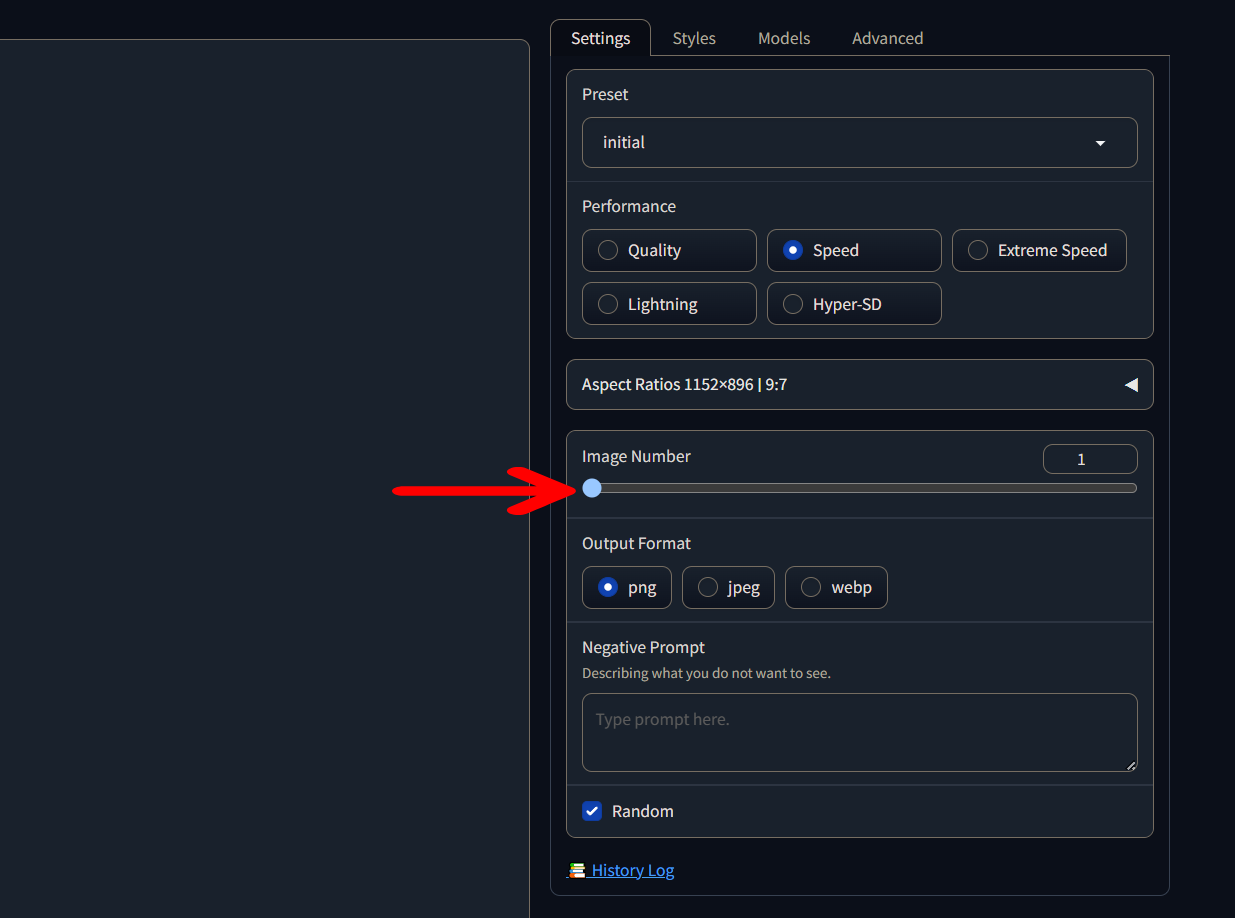 Settings Styles Models Advanced
Preset
initial
Performance
Quality Speed Extreme Speed
Lightning Hyper-SD
Aspect Ratios 1152×896 | 9:7
Image Number 1
Output Format
png jpeg webp
Negative Prompt
Describing what you do not want to see.
Type prompt here.
Random
History Log